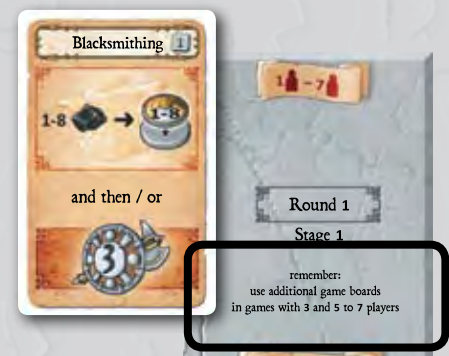 Blacksmithing 1
1-8 → 1-8
and then / or
3
1 - 7
Round 1
Stage 1
remember:
use additional game boards
in games with 3 and 5 to 7 players